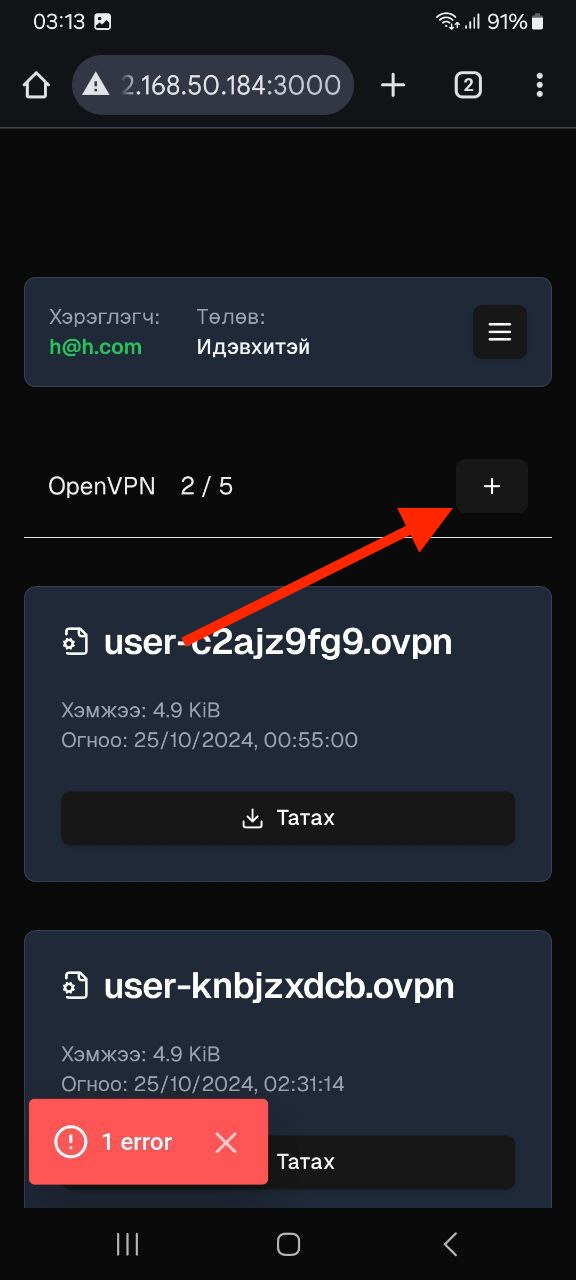 03:13
91%
2.168.50.184:3000
2
Хэрэглэгч:
Төлөв:
h@h.com
Идэвхитэй
OpenVPN 2 / 5
+
user-c2ajz9fg9.ovpn
Хэмжээ: 4.9 KiB
Огноо: 25/10/2024, 00:55:00
Татах
user-knbjzxdcb.ovpn
Хэмжээ: 4.9 KiB
Огноо: 25/10/2024, 02:31:14
1 error
Татах